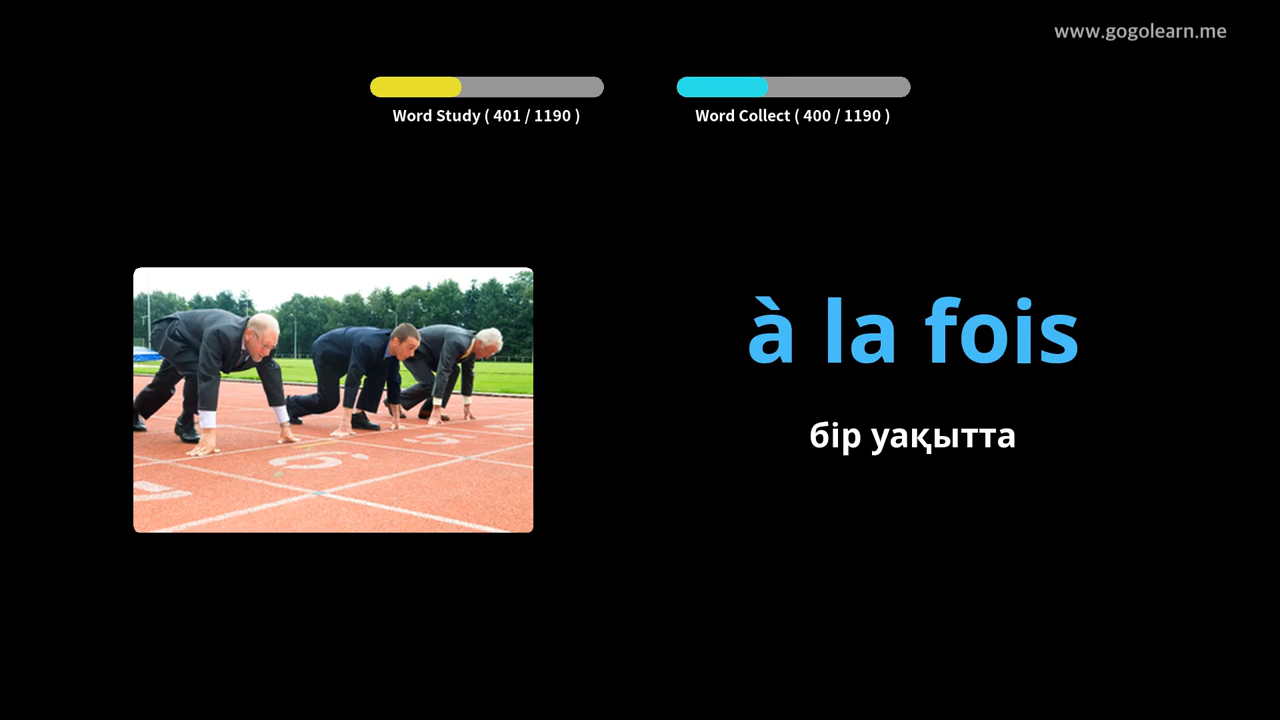 www.gogolearn.me
Word Study ( 401 / 1190 )
Word Collect ( 400 / 1190 )
à la fois
бір уақытта